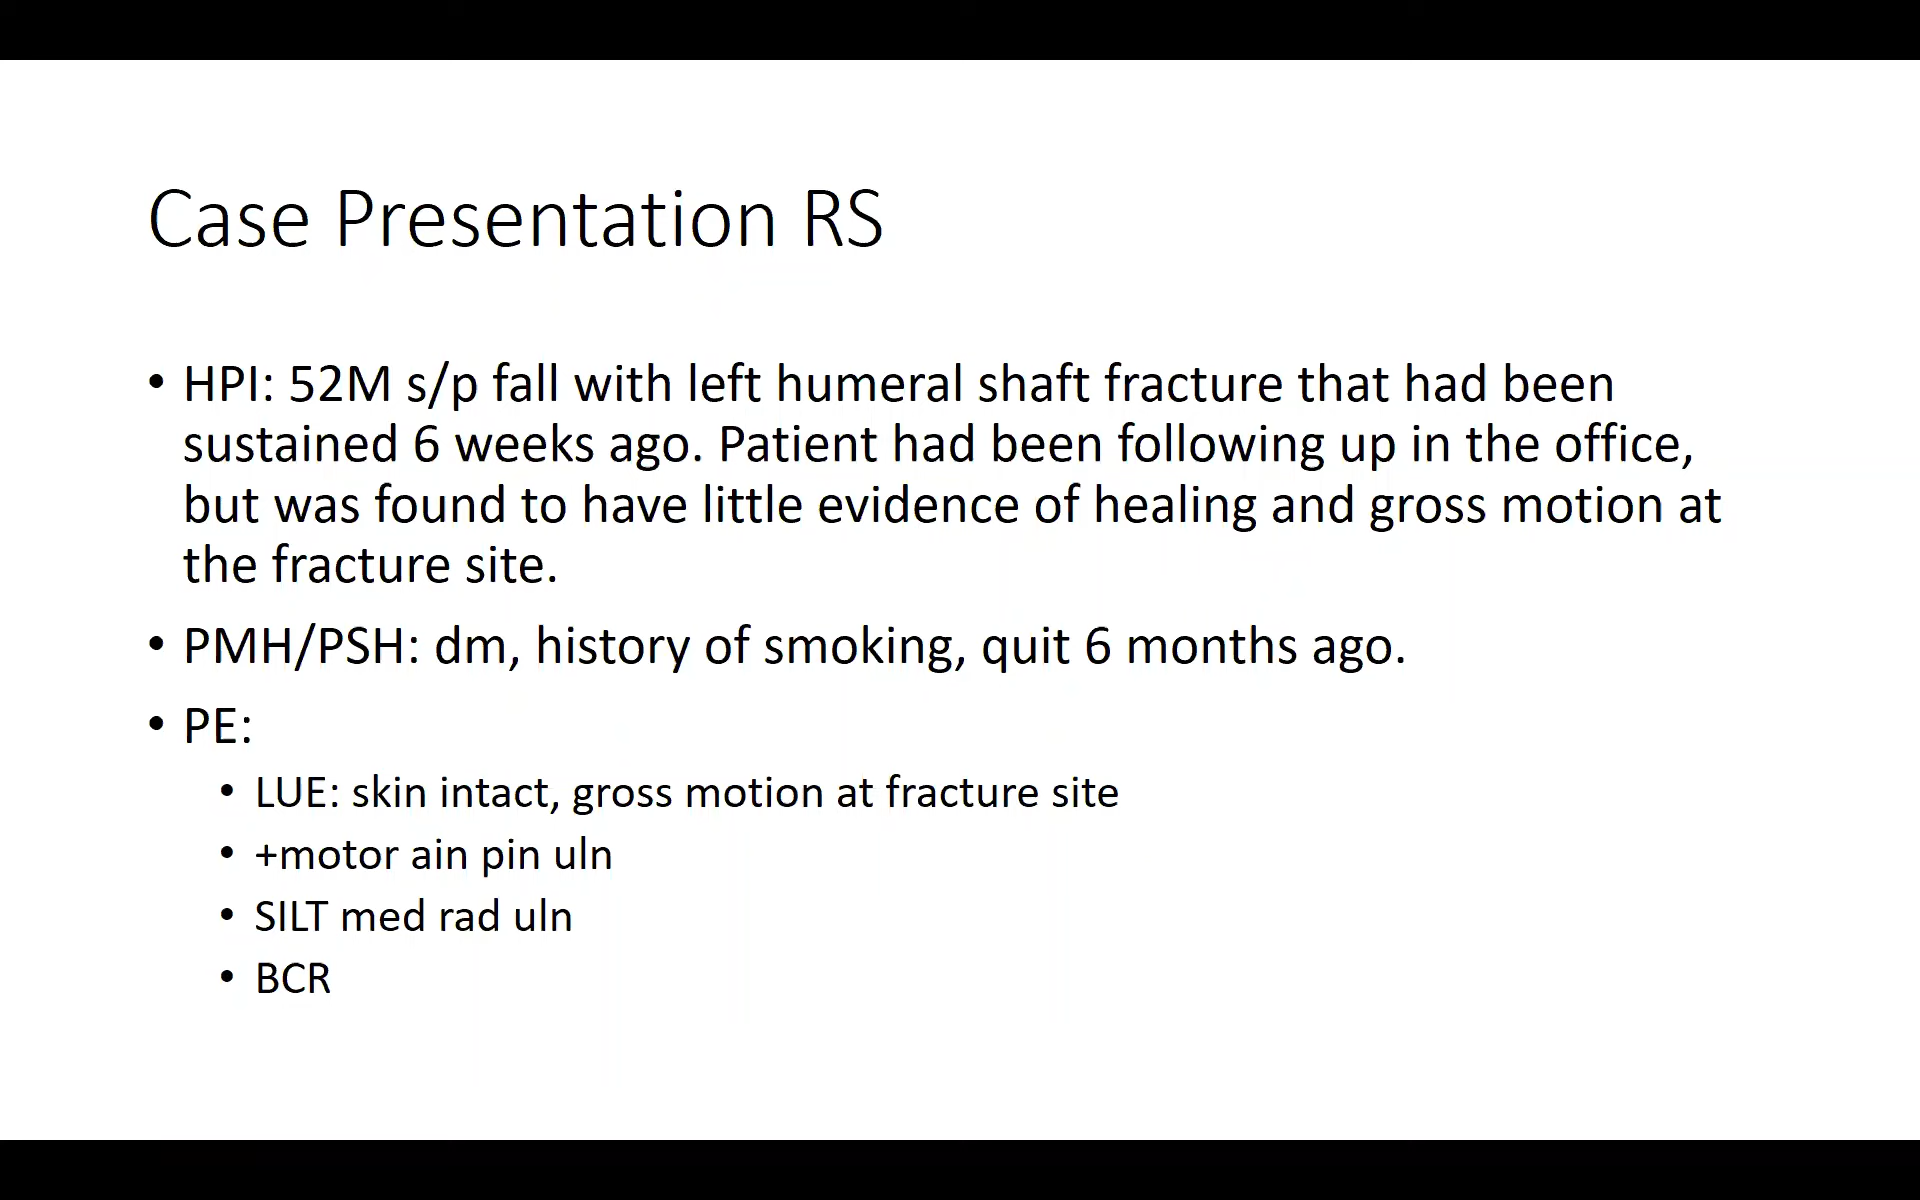 Case Presentation RS
• HPI: 52M s/p fall with left humeral shaft fracture that had been
sustained 6 weeks ago. Patient had been following up in the office,
but was found to have little evidence of healing and gross motion at
the fracture site.
• PMH/PSH: dm, history of smoking, quit 6 months ago.
• PE:
• LUE: skin intact, gross motion at fracture site
• +motor ain pin uln
• SILT med rad uln
• BCR